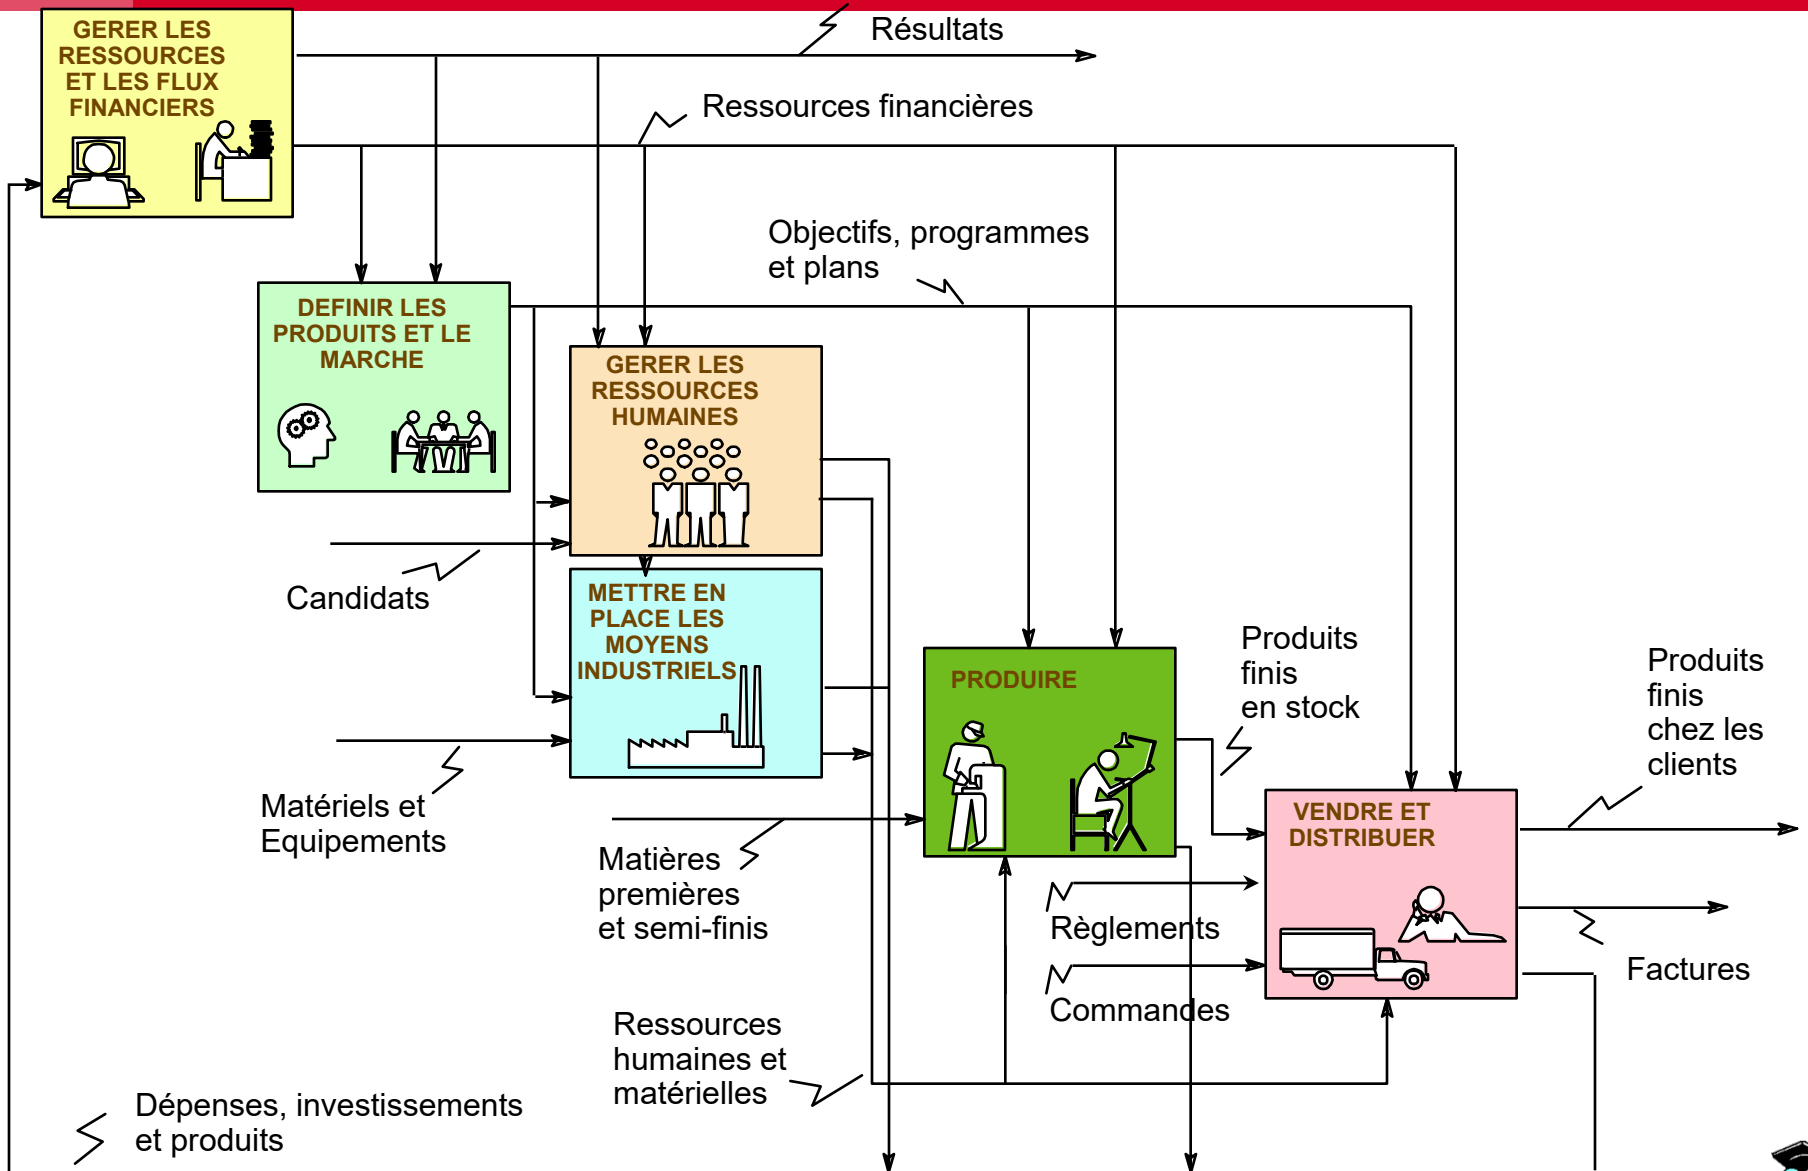 GERER LES
RESSOURCES
ET LES FLUX
FINANCIERS
Résultats
Ressources financières
Objectifs, programmes
et plans
DEFINIR LES
PRODUITS ET LE
MARCHE
GERER LES
RESSOURCES
HUMAINES
Candidats
METTRE EN
PLACE LES
MOYENS
INDUSTRIELS
Matériels et
Equipements
PRODUIRE
Produits
finis
en stock
Produits
finis
chez les
clients
VENDRE ET
DISTRIBUER
Matières
premières
et semi-finis
Règlements
Commandes
Factures
Ressources
humaines et
matérielles
Dépenses, investissements
et produits